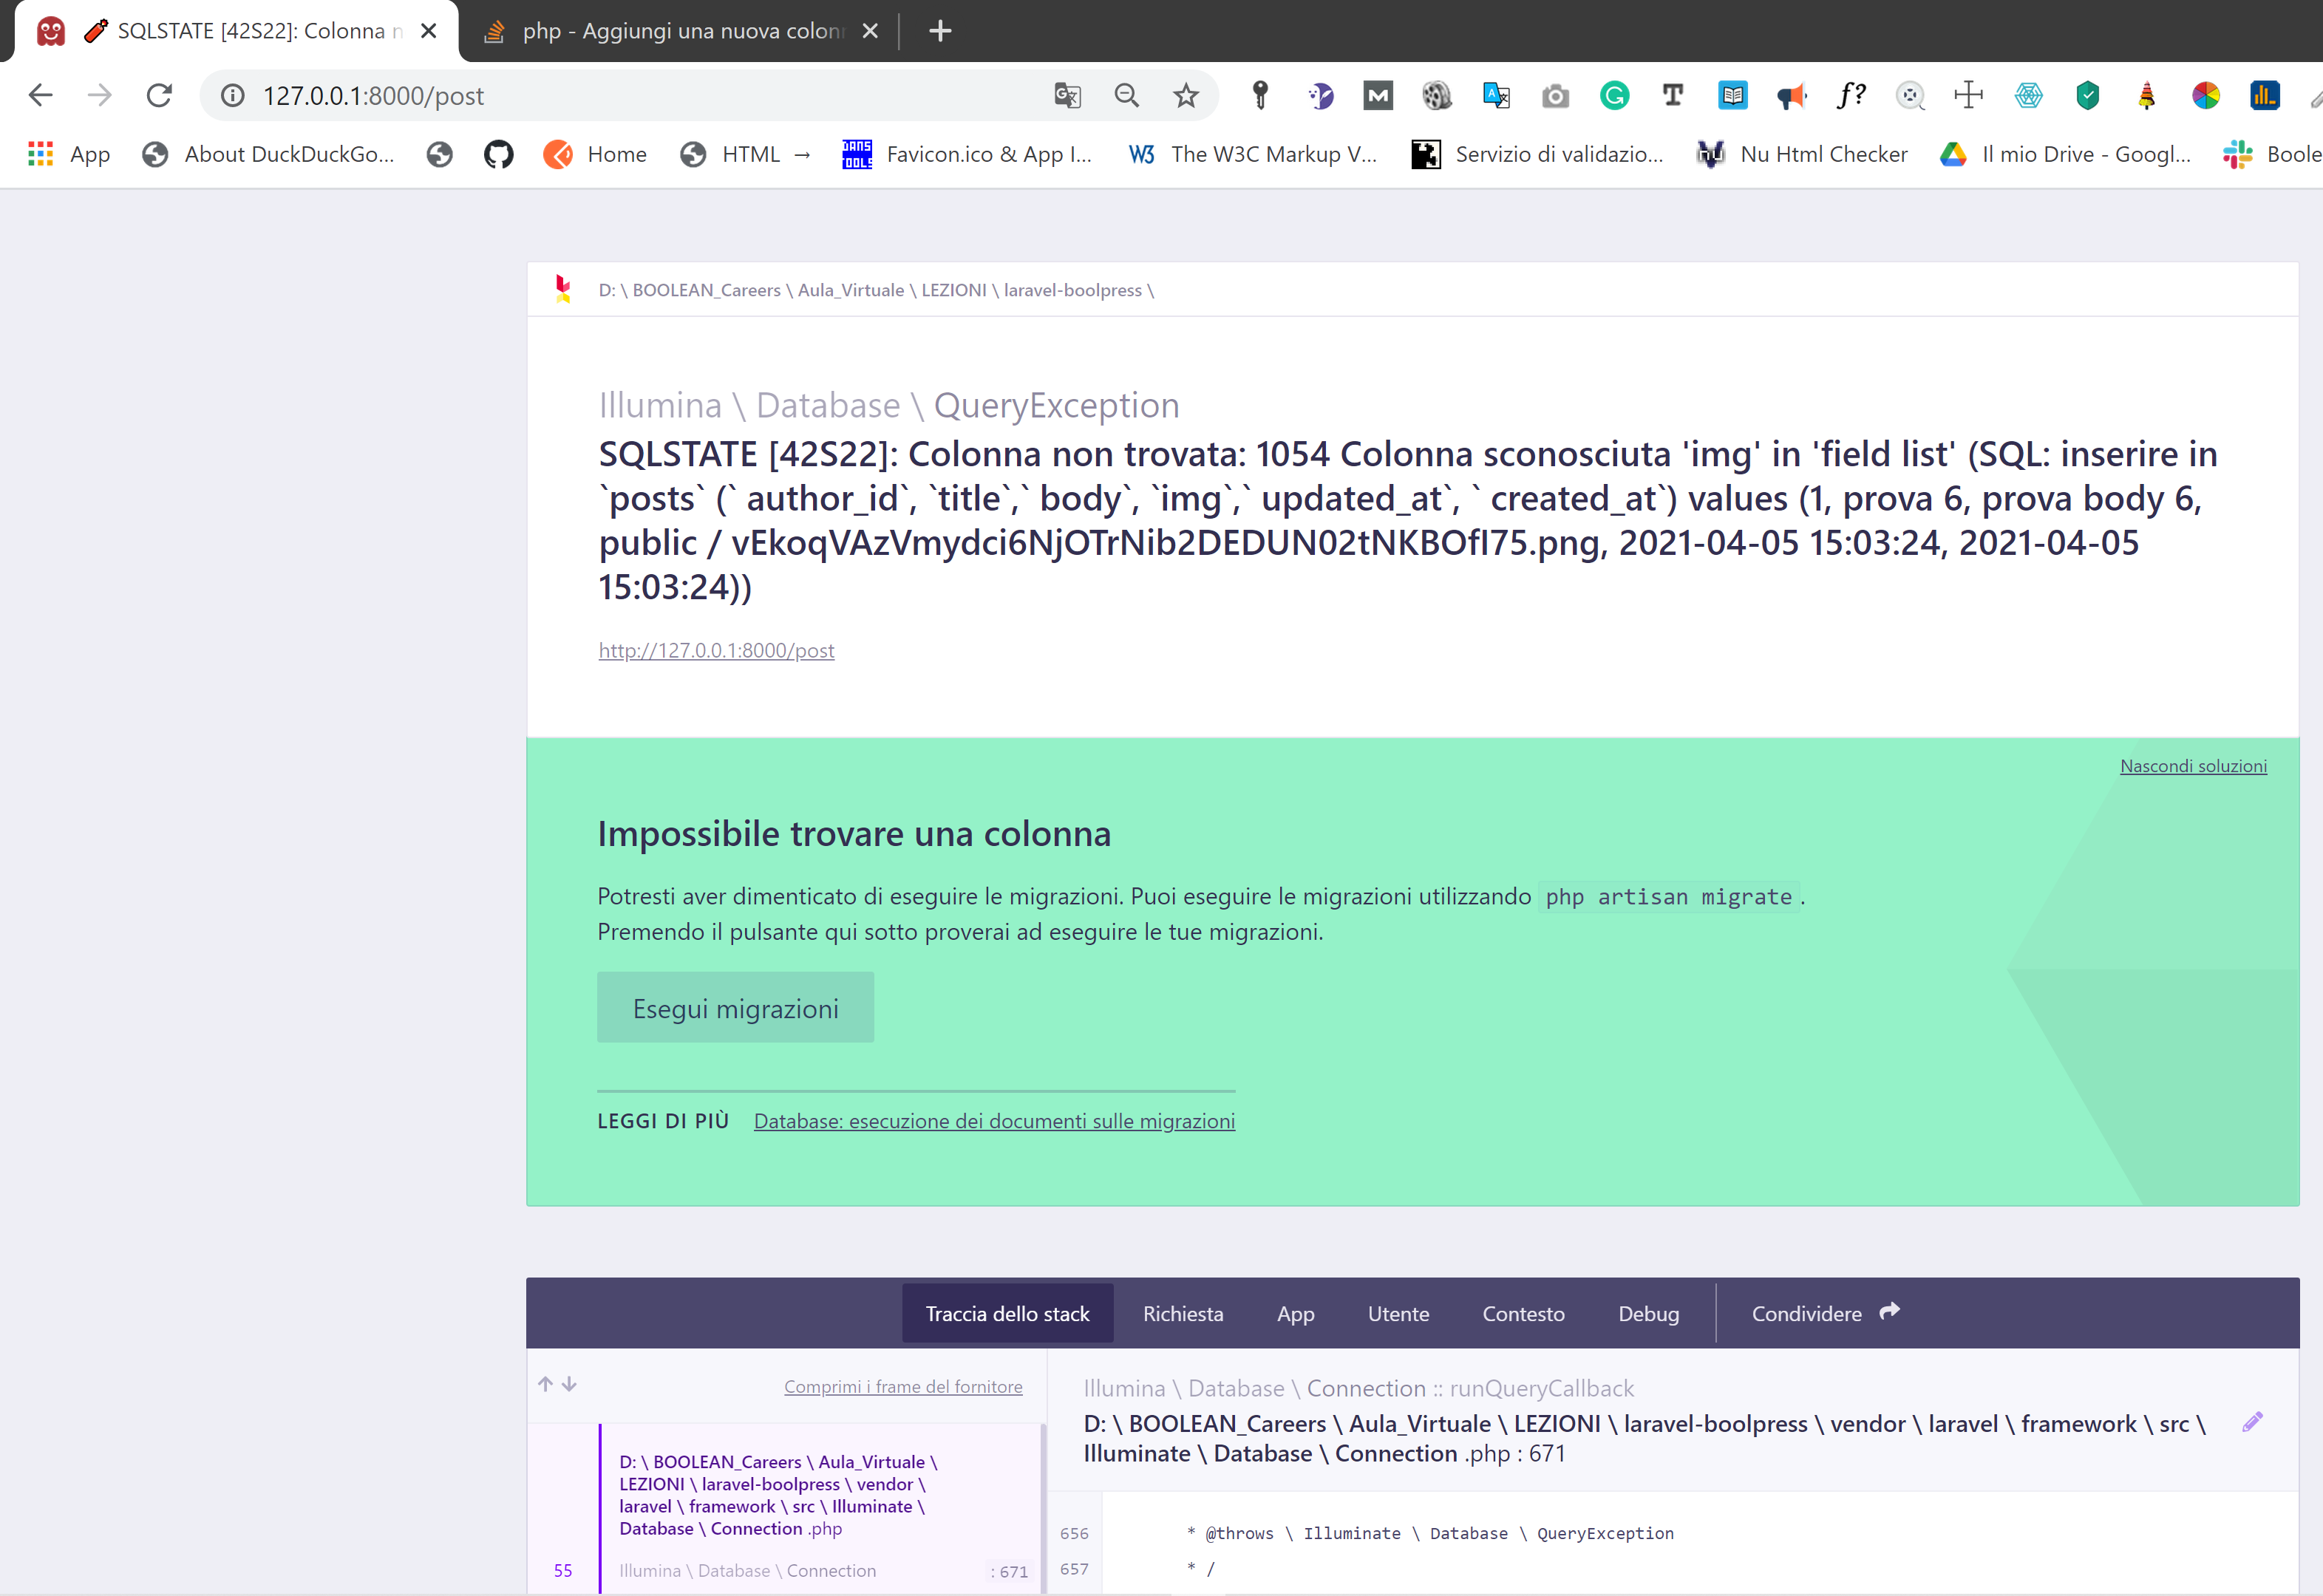 SQLSTATE [42S22]: Colonna n
php - Aggiungi una nuova colon
127.0.0.1:8000/post
App
About DuckDuckGo...
Home
HTML →
Favicon.ico & App I...
The W3C Markup V...
Servizio di validazio...
Nu Html Checker
Il mio Drive - Googl...
Boole
D: \ BOOLEAN_Careers \ Aula_Virtuale \ LEZIONI \ laravel-boolpress \
Illumina \ Database \ QueryException
SQLSTATE [42S22]: Colonna non trovata: 1054 Colonna sconosciuta 'img' in 'field list' (SQL: inserire in
`posts` (` author_id`, `title`,` body`, `img`,` updated_at`, ` created_at`) values (1, prova 6, prova body 6,
public / vEkoqVAzVmydci6NjOTrNib2DEDUN02tNKBOfI75.png, 2021-04-05 15:03:24, 2021-04-05
15:03:24))
http://127.0.0.1:8000/post
Nascondi soluzioni
Impossibile trovare una colonna
Potresti aver dimenticato di eseguire le migrazioni. Puoi eseguire le migrazioni utilizzando php artisan migrate .
Premendo il pulsante qui sotto proverai ad eseguire le tue migrazioni.
Esegui migrazioni
LEGGI DI PIÙ Database: esecuzione dei documenti sulle migrazioni
Traccia dello stack
Richiesta
App
Utente
Contesto
Debug
Condividere
Comprimi i frame del fornitore
D: \ BOOLEAN_Careers \ Aula_Virtuale \
LEZIONI \ laravel-boolpress \ vendor \
laravel \ framework \ src \ Illuminate \
Database \ Connection .php
55 Illumina \ Database \ Connection : 671
Illumina \ Database \ Connection :: runQueryCallback
D: \ BOOLEAN_Careers \ Aula_Virtuale \ LEZIONI \ laravel-boolpress \ vendor \ laravel \ framework \ src \
Illuminate \ Database \ Connection .php : 671
656 * @throws \ Illuminate \ Database \ QueryException
657 * /